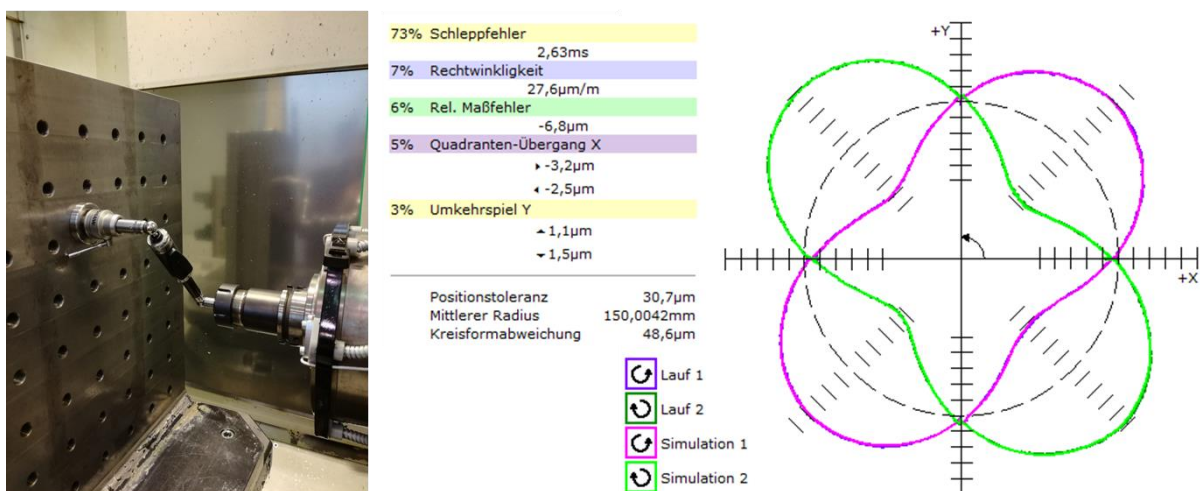 73% Schleppfehler
2,63ms
7% Rechtwinkligkeit
27,6µm/m
6% Rel. Maßfehler
-6,8µm
5% Quadranten-Übergang X
-3,2µm
-2,5µm
3% Umkehrspiel Y
1,1µm
1,5µm
Positionstoleranz 30,7µm
Mittlerer Radius 150,0042mm
Kreisformabweichung 48,6µm
Lauf 1
Lauf 2
Simulation 1
Simulation 2
+Y
+X